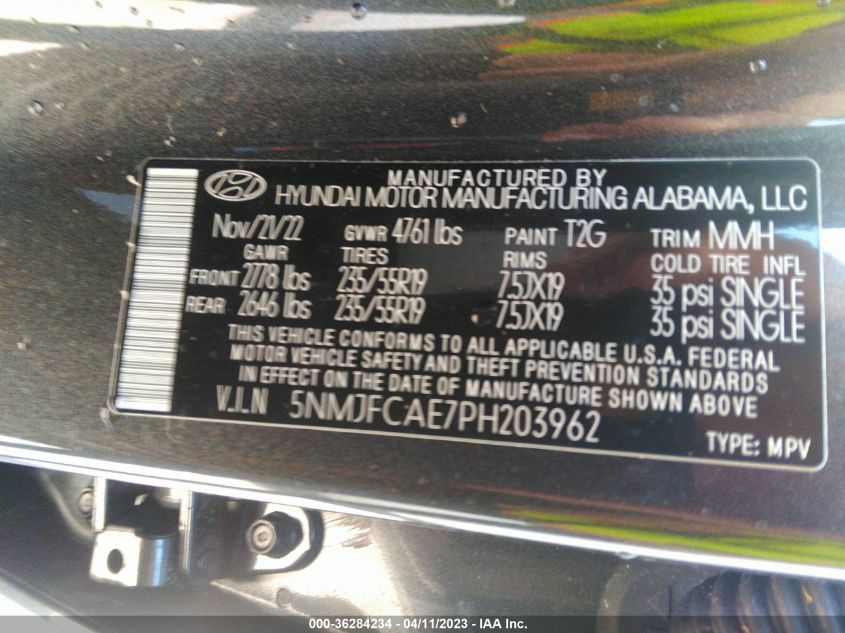 MANUFACTURED BY
HYUNDAI MOTOR MANUFACTURING ALABAMA, LLC
Nov/21/22 GVWR 4761 lbs PAINT T2G TRIM MMH
GAWR TIRES RIMS COLD TIRE INFL
FRONT 2778 lbs 235/55R19 7.5JX19 35 psi SINGLE
REAR 2646 lbs 235/55R19 7.5JX19 35 psi SINGLE
THIS VEHICLE CONFORMS TO ALL APPLICABLE U.S.A. FEDERAL
MOTOR VEHICLE SAFETY AND THEFT PREVENTION STANDARDS
IN EFFECT ON THE DATE OF MANUFACTURE SHOWN ABOVE
V.I.N 5NMJFCAE7PH203962
TYPE: MPV
000-36284234 - 04/11/2023 - IAA Inc.